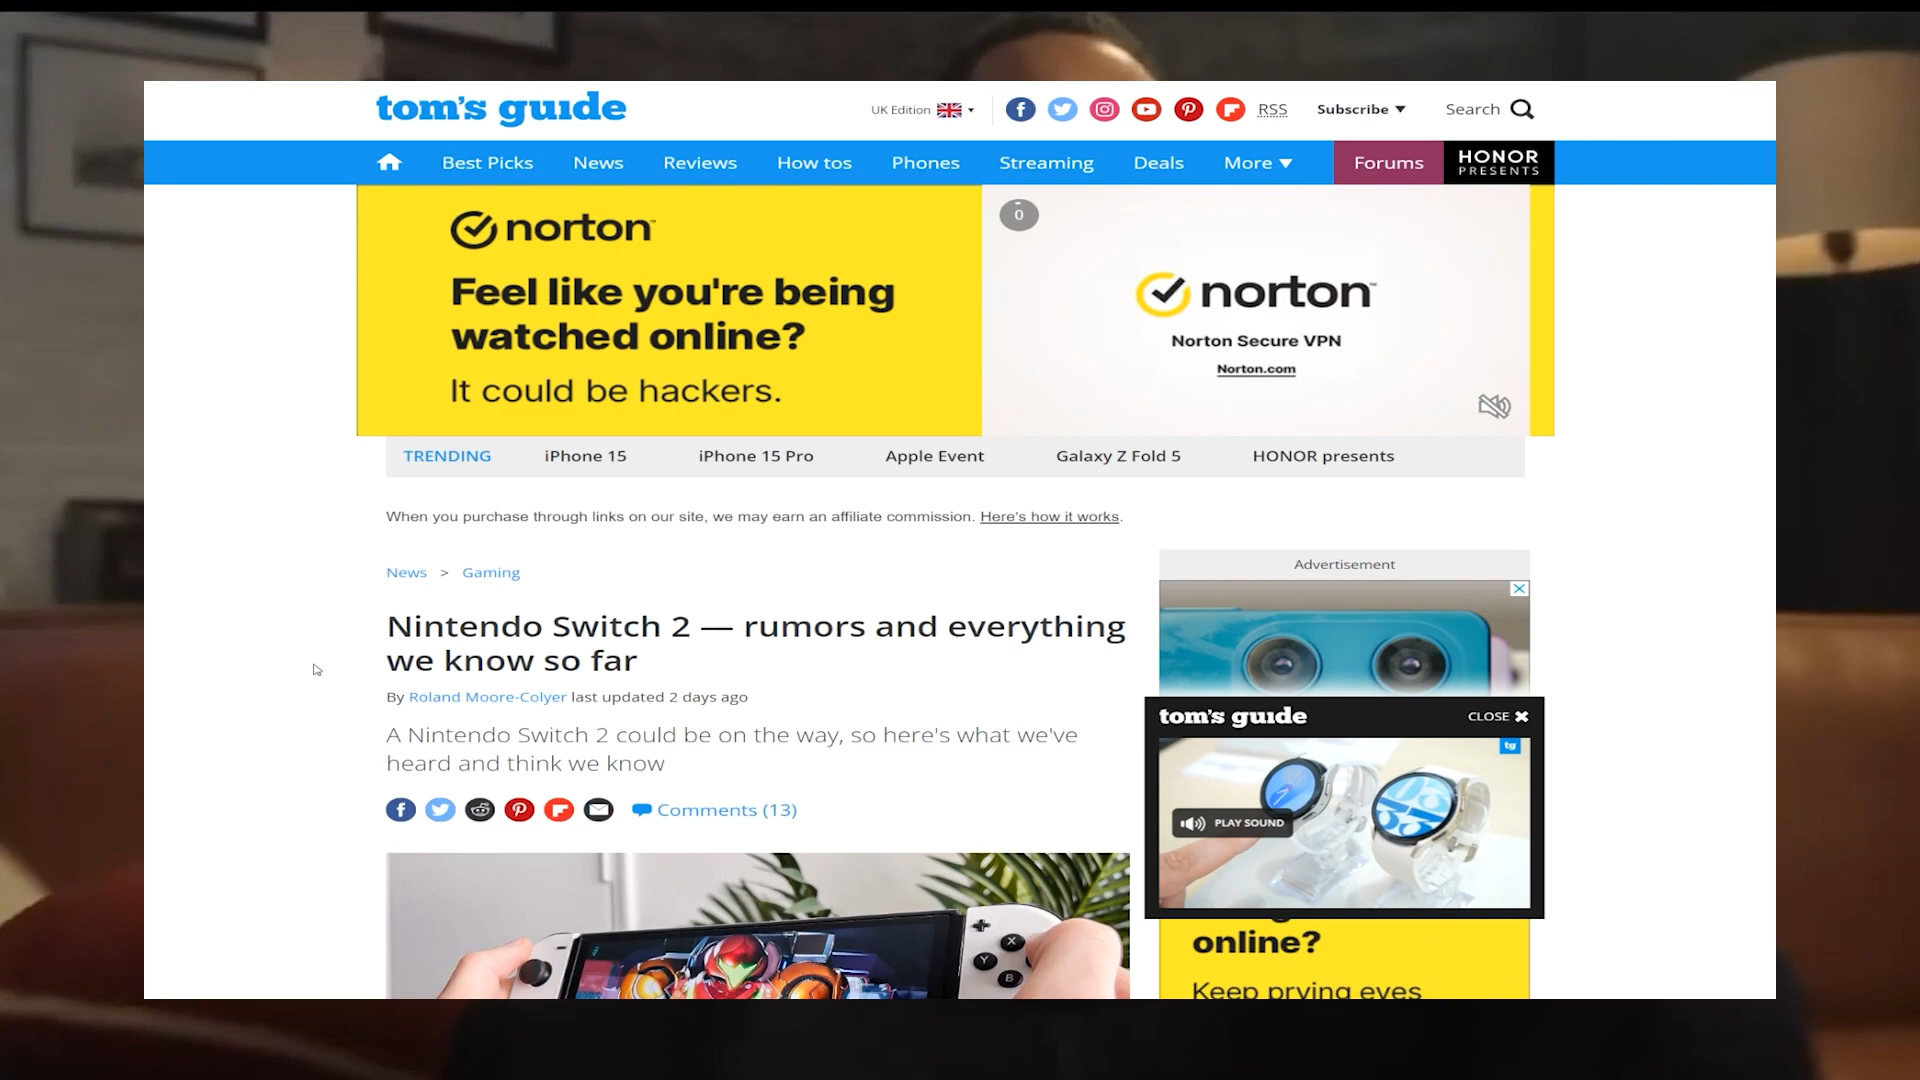 tom's guide
UK Edition
RSS
Subscribe
Search
Best Picks
News
Reviews
How tos
Phones
Streaming
Deals
More
Forums
HONOR
PRESENTS
norton
Feel like you're being
watched online?
It could be hackers.
0
norton
Norton Secure VPN
Norton.com
TRENDING
iPhone 15
iPhone 15 Pro
Apple Event
Galaxy Z Fold 5
HONOR presents
When you purchase through links on our site, we may earn an affiliate commission. Here's how it works.
News > Gaming
Advertisement
Nintendo Switch 2 — rumors and everything
we know so far
By Roland Moore-Colyer last updated 2 days ago
A Nintendo Switch 2 could be on the way, so here's what we've
heard and think we know
Comments (13)
tom's guide
CLOSE
tg
PLAY SOUND
online?
Keep prying eyes
X
Y
B